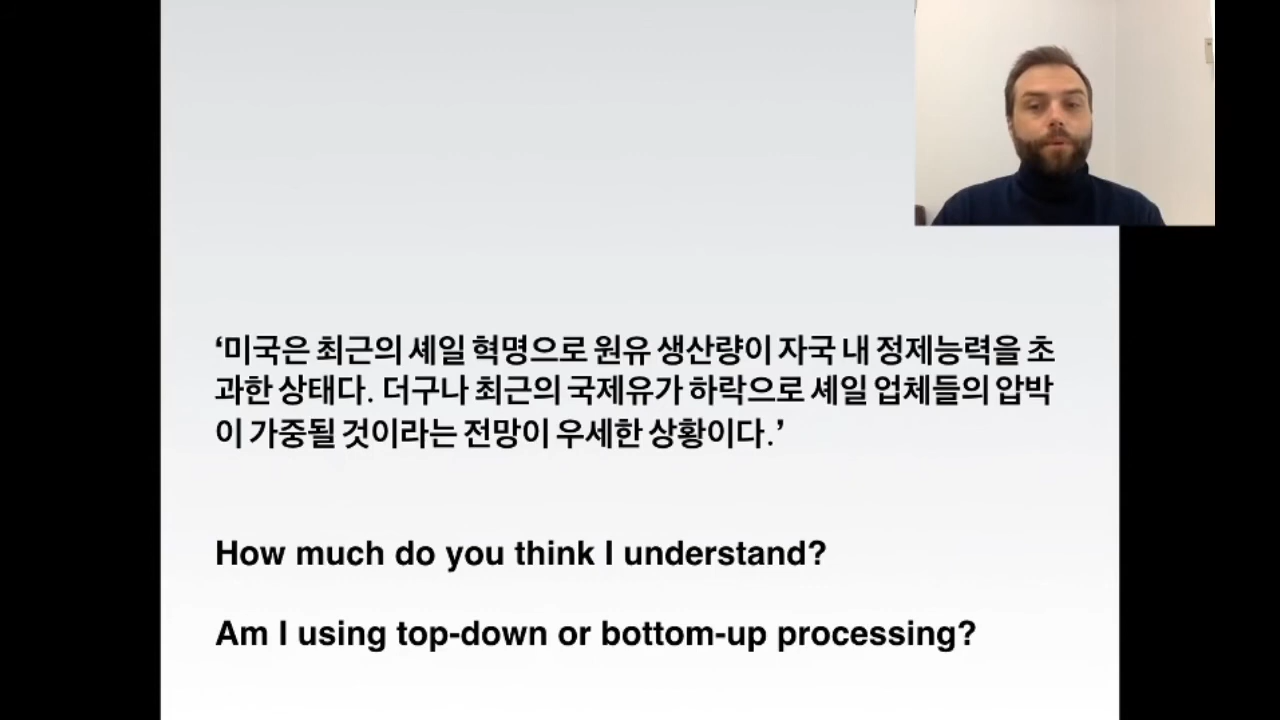 ‘미국은 최근의 셰일 혁명으로 원유 생산량이 자국 내 정제능력을 초
과한 상태다. 더구나 최근의 국제유가 하락으로 셰일 업체들의 압박
이 가중될 것이라는 전망이 우세한 상황이다.’
How much do you think I understand?
Am I using top-down or bottom-up processing?